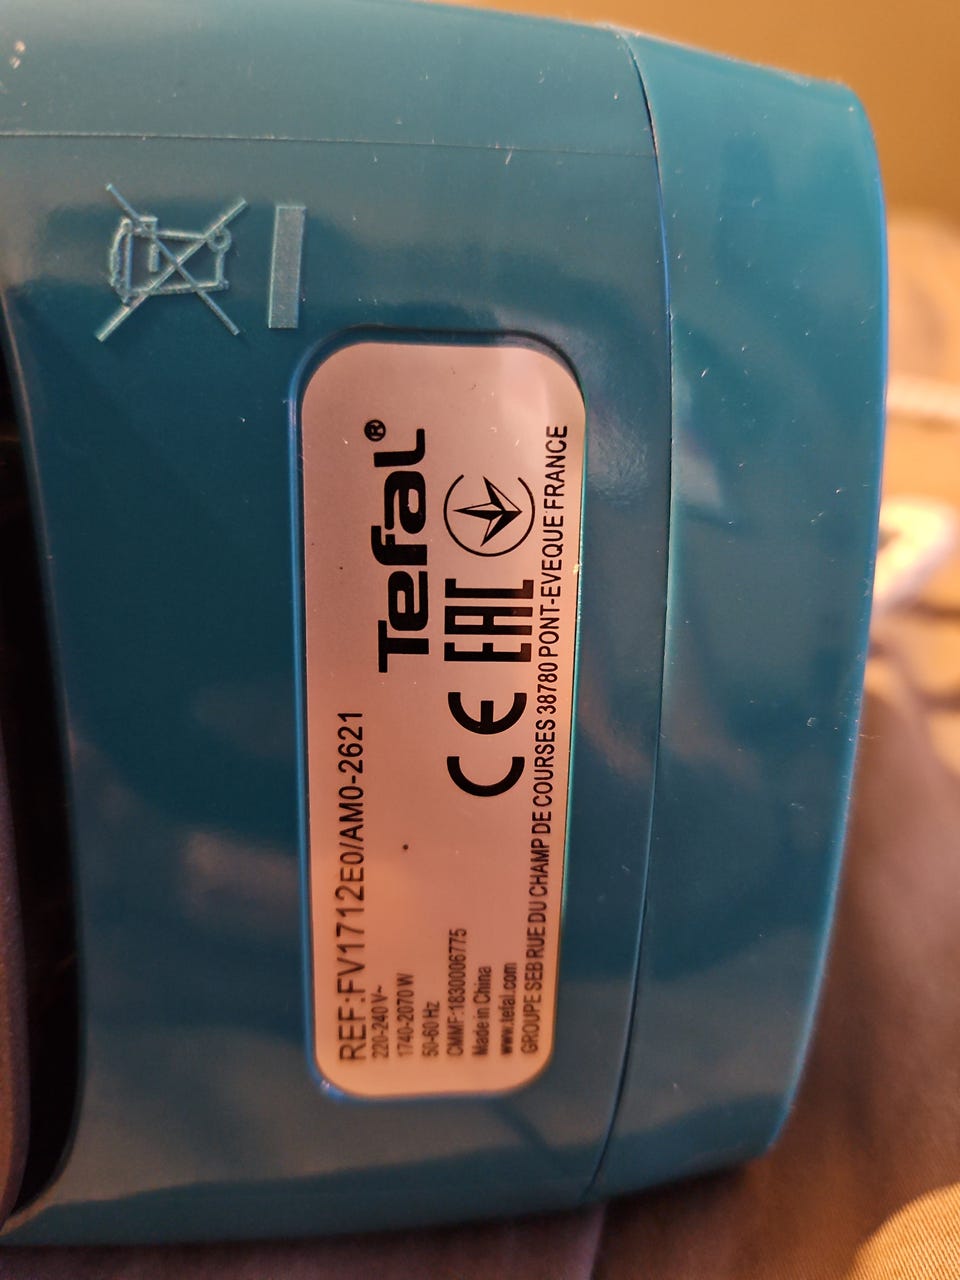 Tefal®
REF:FV1712E0/AM0-2621
220-240 V~
1740-2070 W
50-60 Hz
CMMF:1830006775
Made in China
www.tefal.com
CE EAC
GROUPE SEB RUE DU CHAMP DE COURSES 38780 PONT-EVEQUE FRANCE